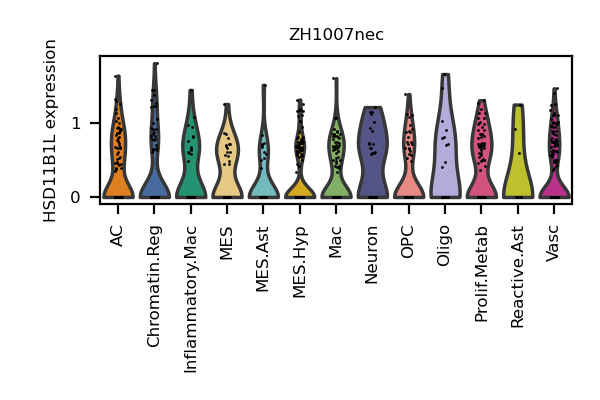 ZH1007nec
HSD11B1L expression
1
0
AC
Chromatin.Reg
Inflammatory.Mac
MES
MES.Ast
MES.Hyp
Mac
Neuron
OPC
Oligo
Prolif.Metab
Reactive.Ast
Vasc